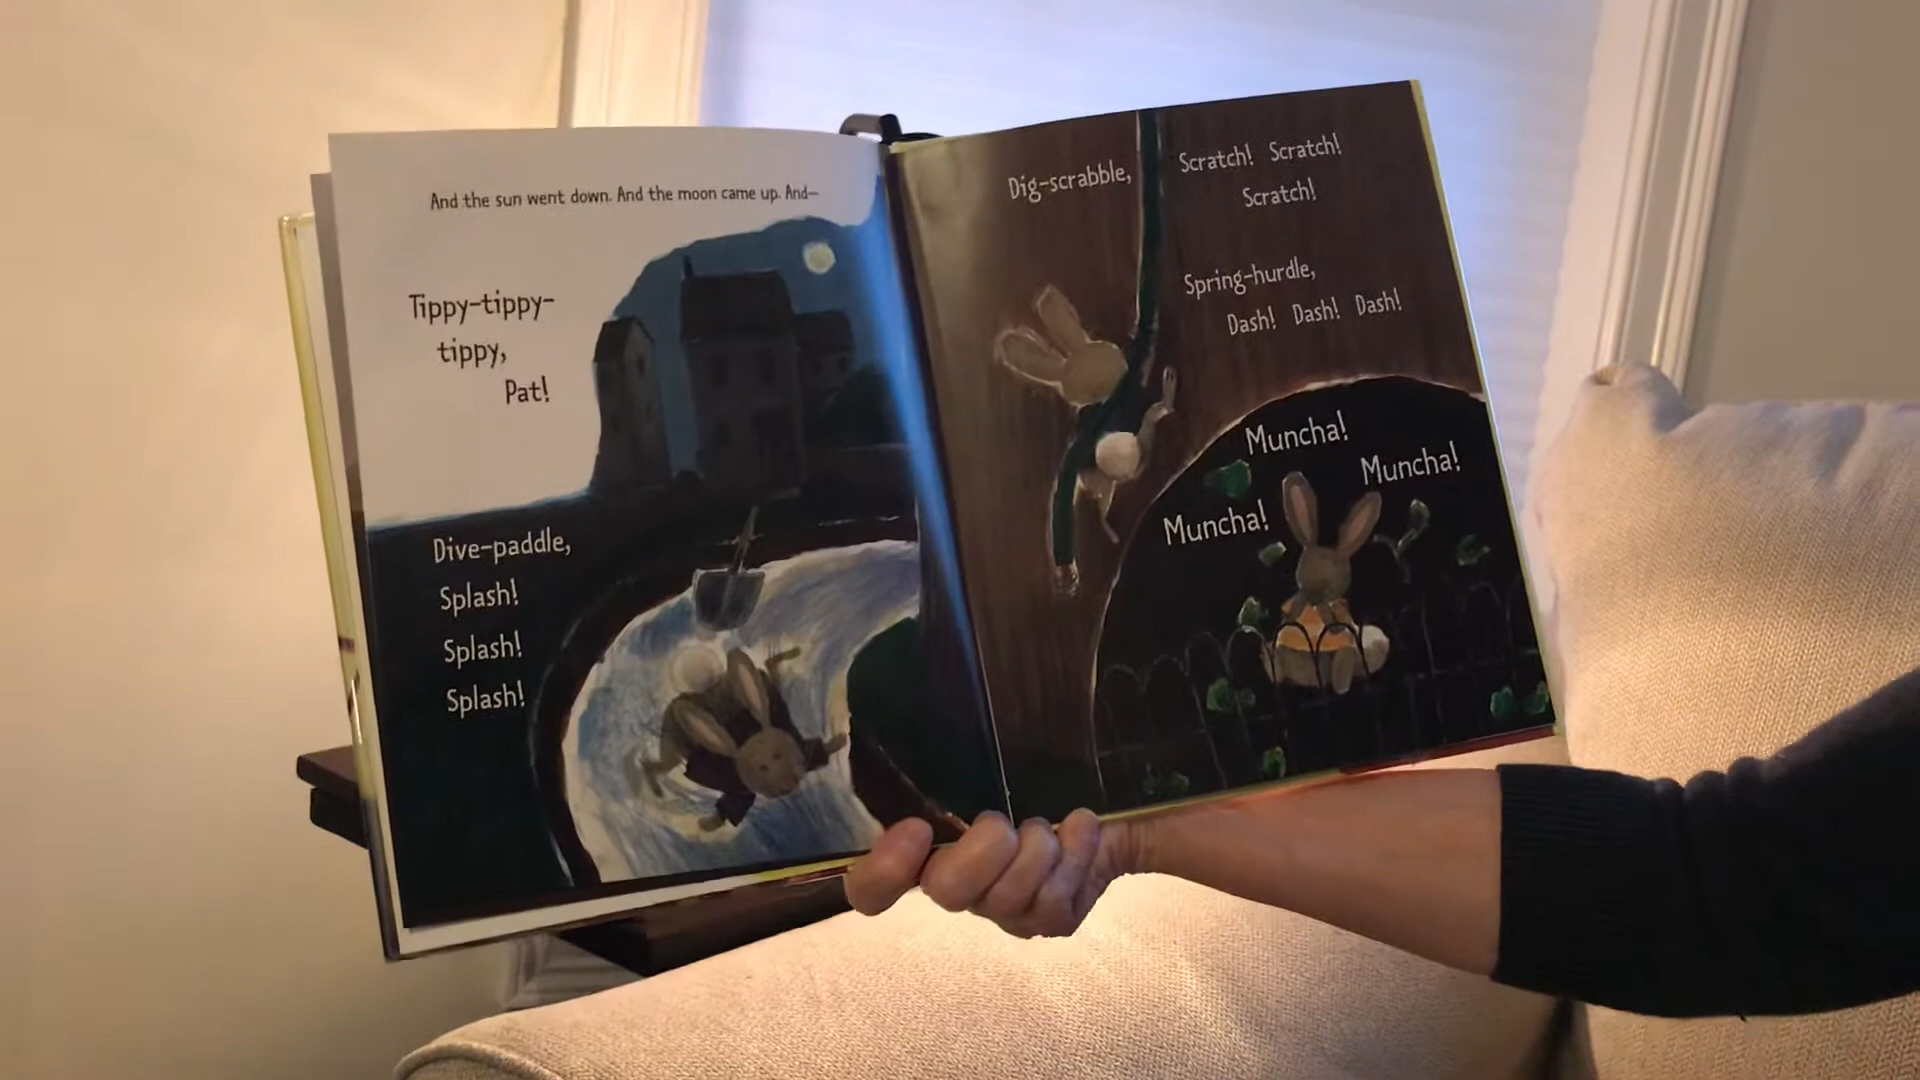 And the sun went down. And the moon came up. And—
Tippy-tippy-
tippy,
Pat!
Dive-paddle,
Splash!
Splash!
Splash!
Dig-scrabble,
Scratch! Scratch!
Scratch!
Spring-hurdle,
Dash! Dash! Dash!
Muncha!
Muncha!
Muncha!